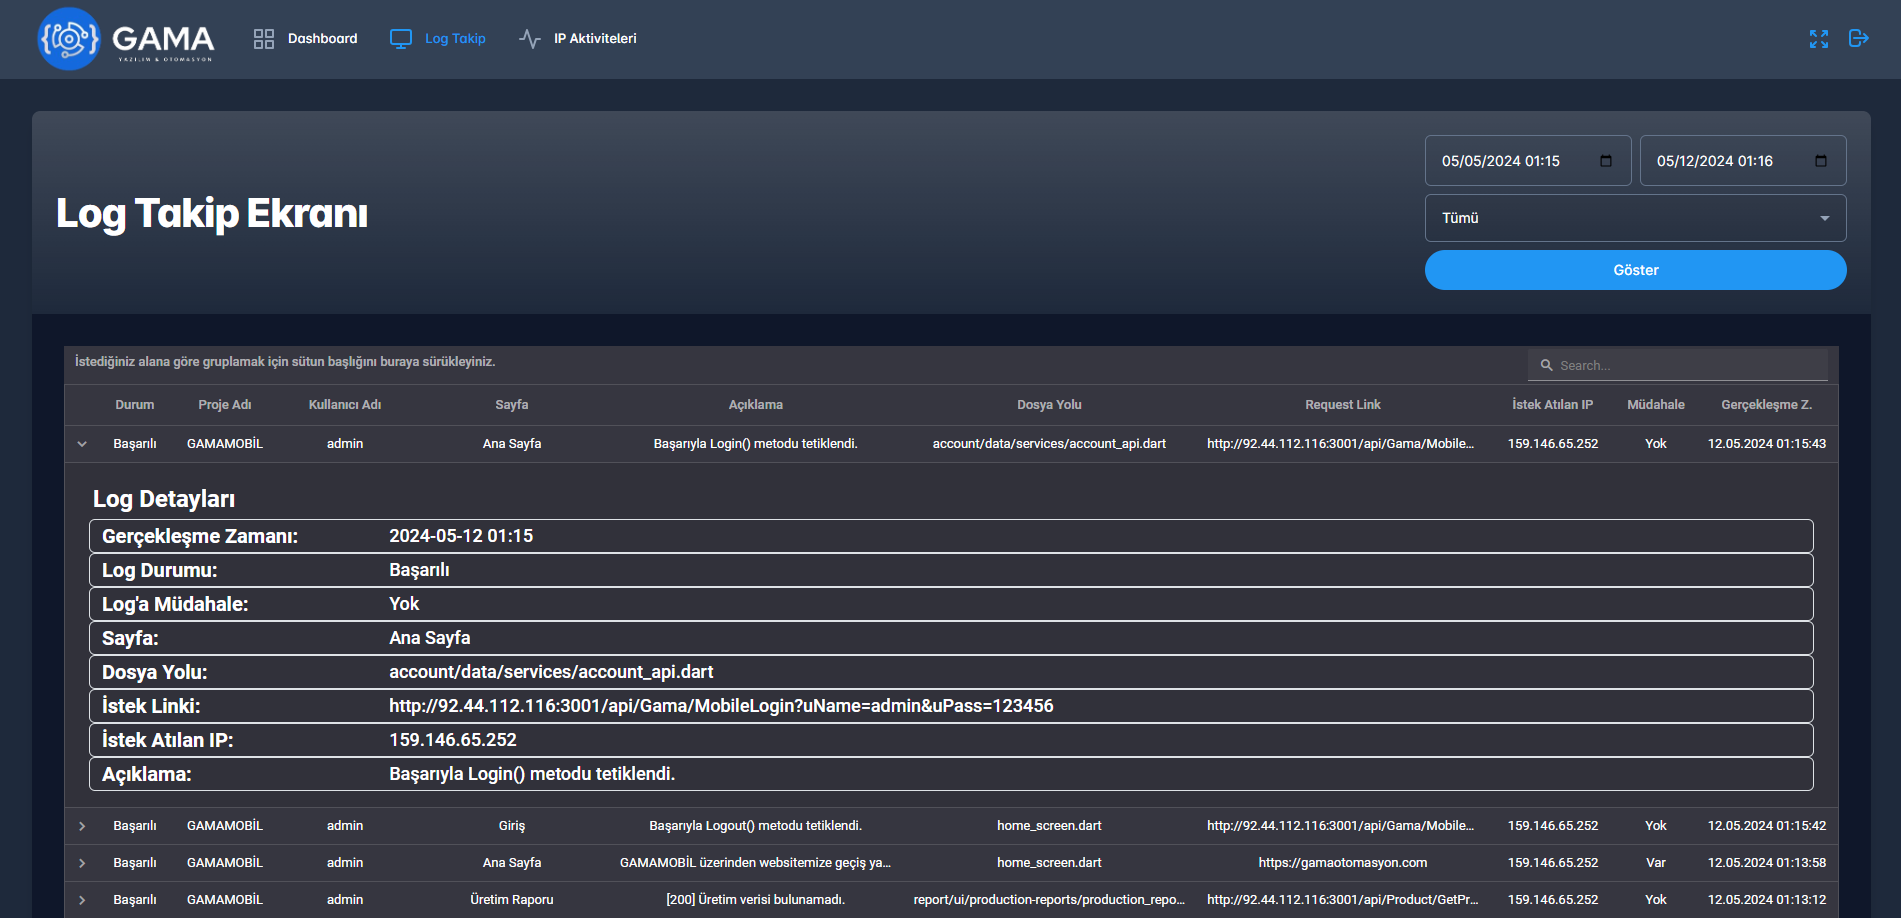 GAMA
YAZILIM & OTOMASYON
Dashboard
Log Takip
IP Aktiviteleri
05/05/2024 01:15
05/12/2024 01:16
Log Takip Ekranı
Tümü
Göster
İstediğiniz alana göre gruplamak için sütun başlığını buraya sürükleyiniz.
Search...
Durum Proje Adı Kullanıcı Adı Sayfa Açıklama Dosya Yolu Request Link İstek Atılan IP Müdahale Gerçekleşme Z.
Başarılı GAMAMOBİL admin Ana Sayfa Başarıyla Login() metodu tetiklendi. account/data/services/account_api.dart http://92.44.112.116:3001/api/Gama/Mobile... 159.146.65.252 Yok 12.05.2024 01:15:43
Log Detayları
Gerçekleşme Zamanı: 2024-05-12 01:15
Log Durumu: Başarılı
Log'a Müdahale: Yok
Sayfa: Ana Sayfa
Dosya Yolu: account/data/services/account_api.dart
İstek Linki: http://92.44.112.116:3001/api/Gama/MobileLogin?uName=admin&uPass=123456
İstek Atılan IP: 159.146.65.252
Açıklama: Başarıyla Login() metodu tetiklendi.
Başarılı GAMAMOBİL admin Giriş Başarıyla Logout() metodu tetiklendi. home_screen.dart http://92.44.112.116:3001/api/Gama/Mobile... 159.146.65.252 Yok 12.05.2024 01:15:42
Başarılı GAMAMOBİL admin Ana Sayfa GAMAMOBİL üzerinden websitemize geçiş ya... home_screen.dart https://gamaotomasyon.com 159.146.65.252 Var 12.05.2024 01:13:58
Başarılı GAMAMOBİL admin Üretim Raporu [200] Üretim verisi bulunamadı. report/ui/production-reports/production_repo... http://92.44.112.116:3001/api/Product/GetPr... 159.146.65.252 Yok 12.05.2024 01:13:12